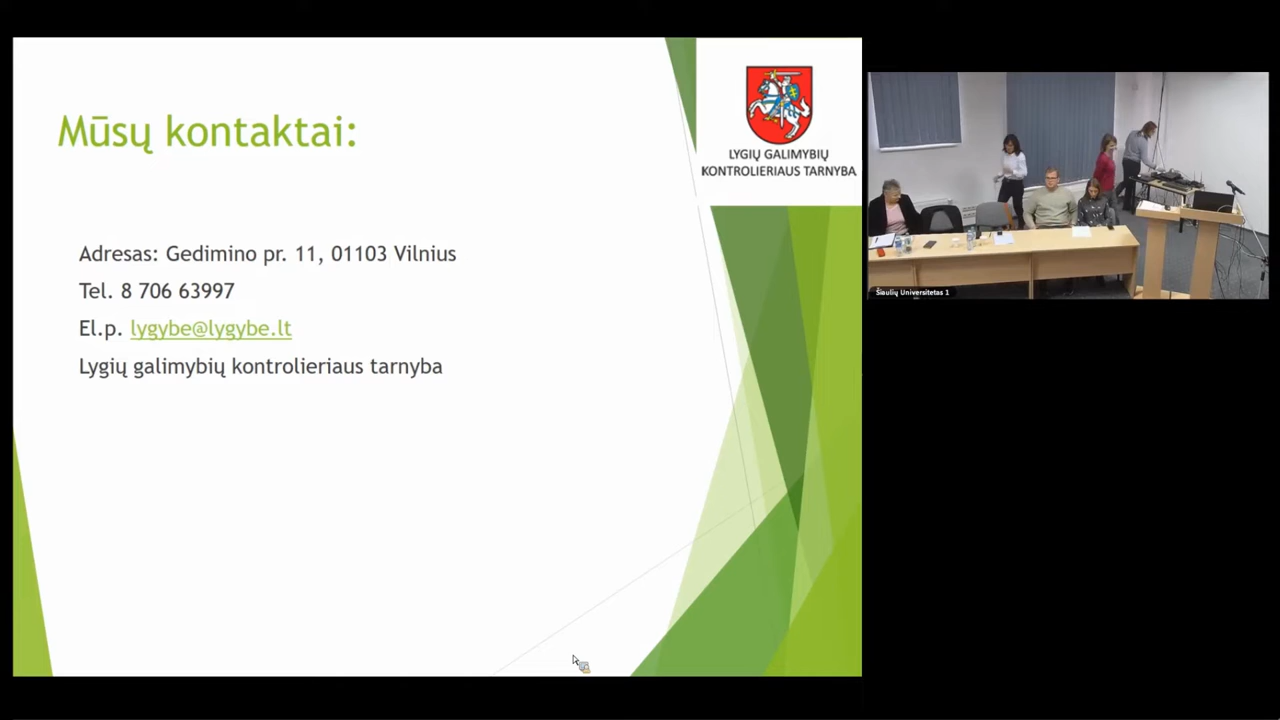 Mūsų kontaktai:
LYGIŲ GALIMYBIŲ
KONTROLIERIAUS TARNYBA
Adresas: Gedimino pr. 11, 01103 Vilnius
Tel. 8 706 63997
El.p. lygybe@lygybe.lt
Lygių galimybių kontrolieriaus tarnyba
Šiaulių Universitetas 1